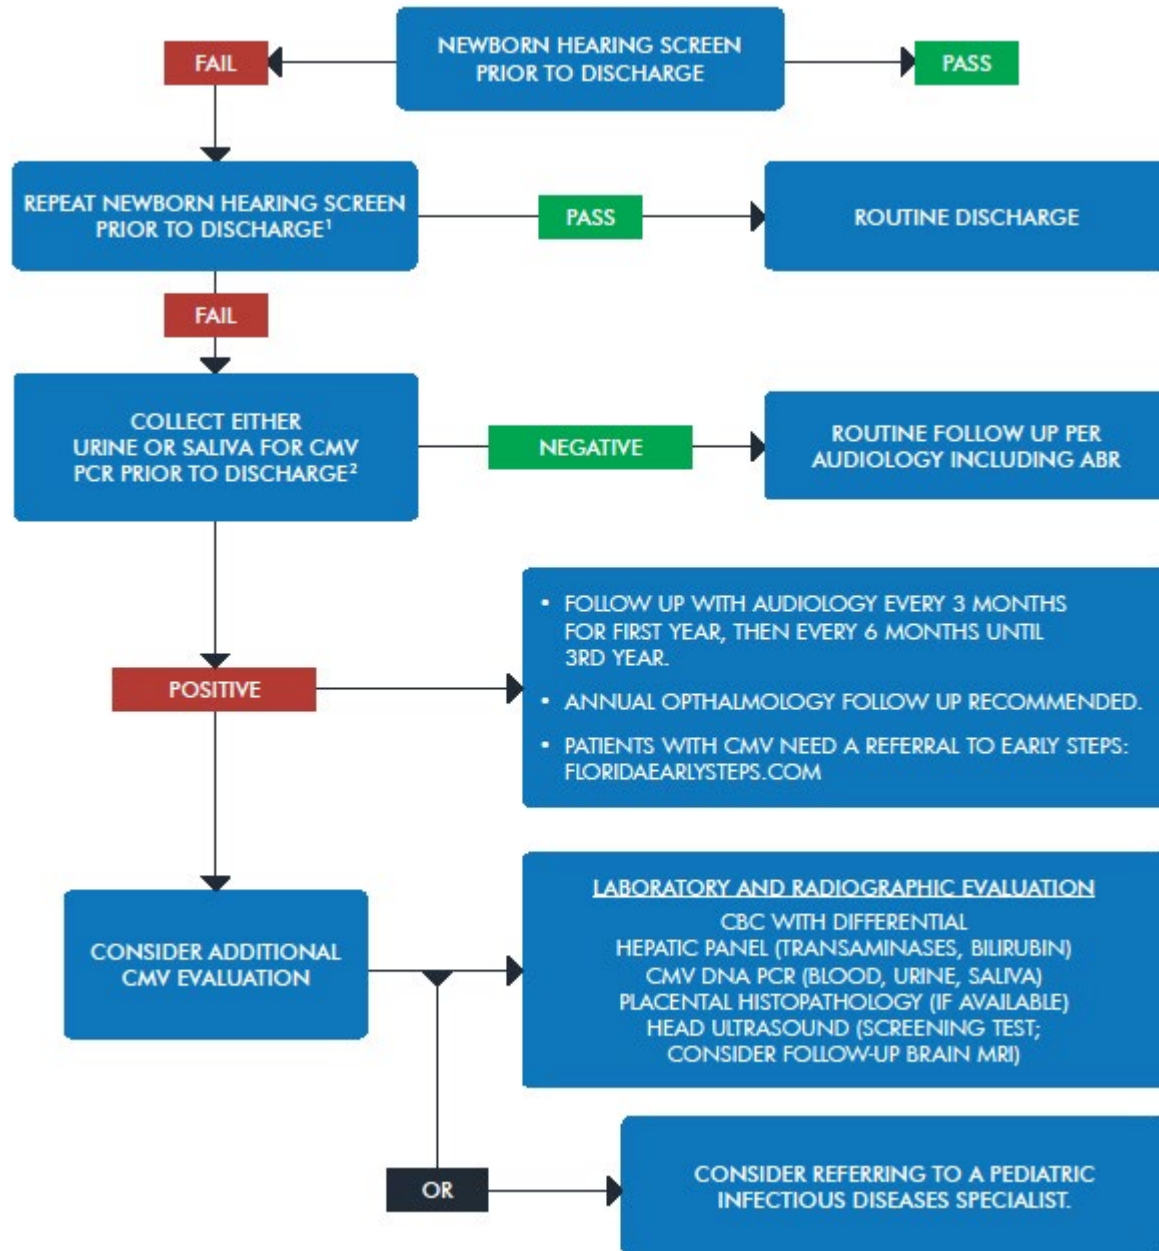 NEWBORN HEARING SCREEN
PRIOR TO DISCHARGE
FAIL
PASS
REPEAT NEWBORN HEARING SCREEN
PRIOR TO DISCHARGE¹
PASS
ROUTINE DISCHARGE
FAIL
COLLECT EITHER
URINE OR SALIVA FOR CMV
PCR PRIOR TO DISCHARGE²
NEGATIVE
ROUTINE FOLLOW UP PER
AUDIOLOGY INCLUDING ABR
POSITIVE
• FOLLOW UP WITH AUDIOLOGY EVERY 3 MONTHS
FOR FIRST YEAR, THEN EVERY 6 MONTHS UNTIL
3RD YEAR.
• ANNUAL OPTHALMOLOGY FOLLOW UP RECOMMENDED.
• PATIENTS WITH CMV NEED A REFERRAL TO EARLY STEPS:
FLORIDAEARLYSTEPS.COM
CONSIDER ADDITIONAL
CMV EVALUATION
LABORATORY AND RADIOGRAPHIC EVALUATION
CBC WITH DIFFERENTIAL
HEPATIC PANEL (TRANSAMINASES, BILIRUBIN)
CMV DNA PCR (BLOOD, URINE, SALIVA)
PLACENTAL HISTOPATHOLOGY (IF AVAILABLE)
HEAD ULTRASOUND (SCREENING TEST;
CONSIDER FOLLOW-UP BRAIN MRI)
OR
CONSIDER REFERRING TO A PEDIATRIC
INFECTIOUS DISEASES SPECIALIST.